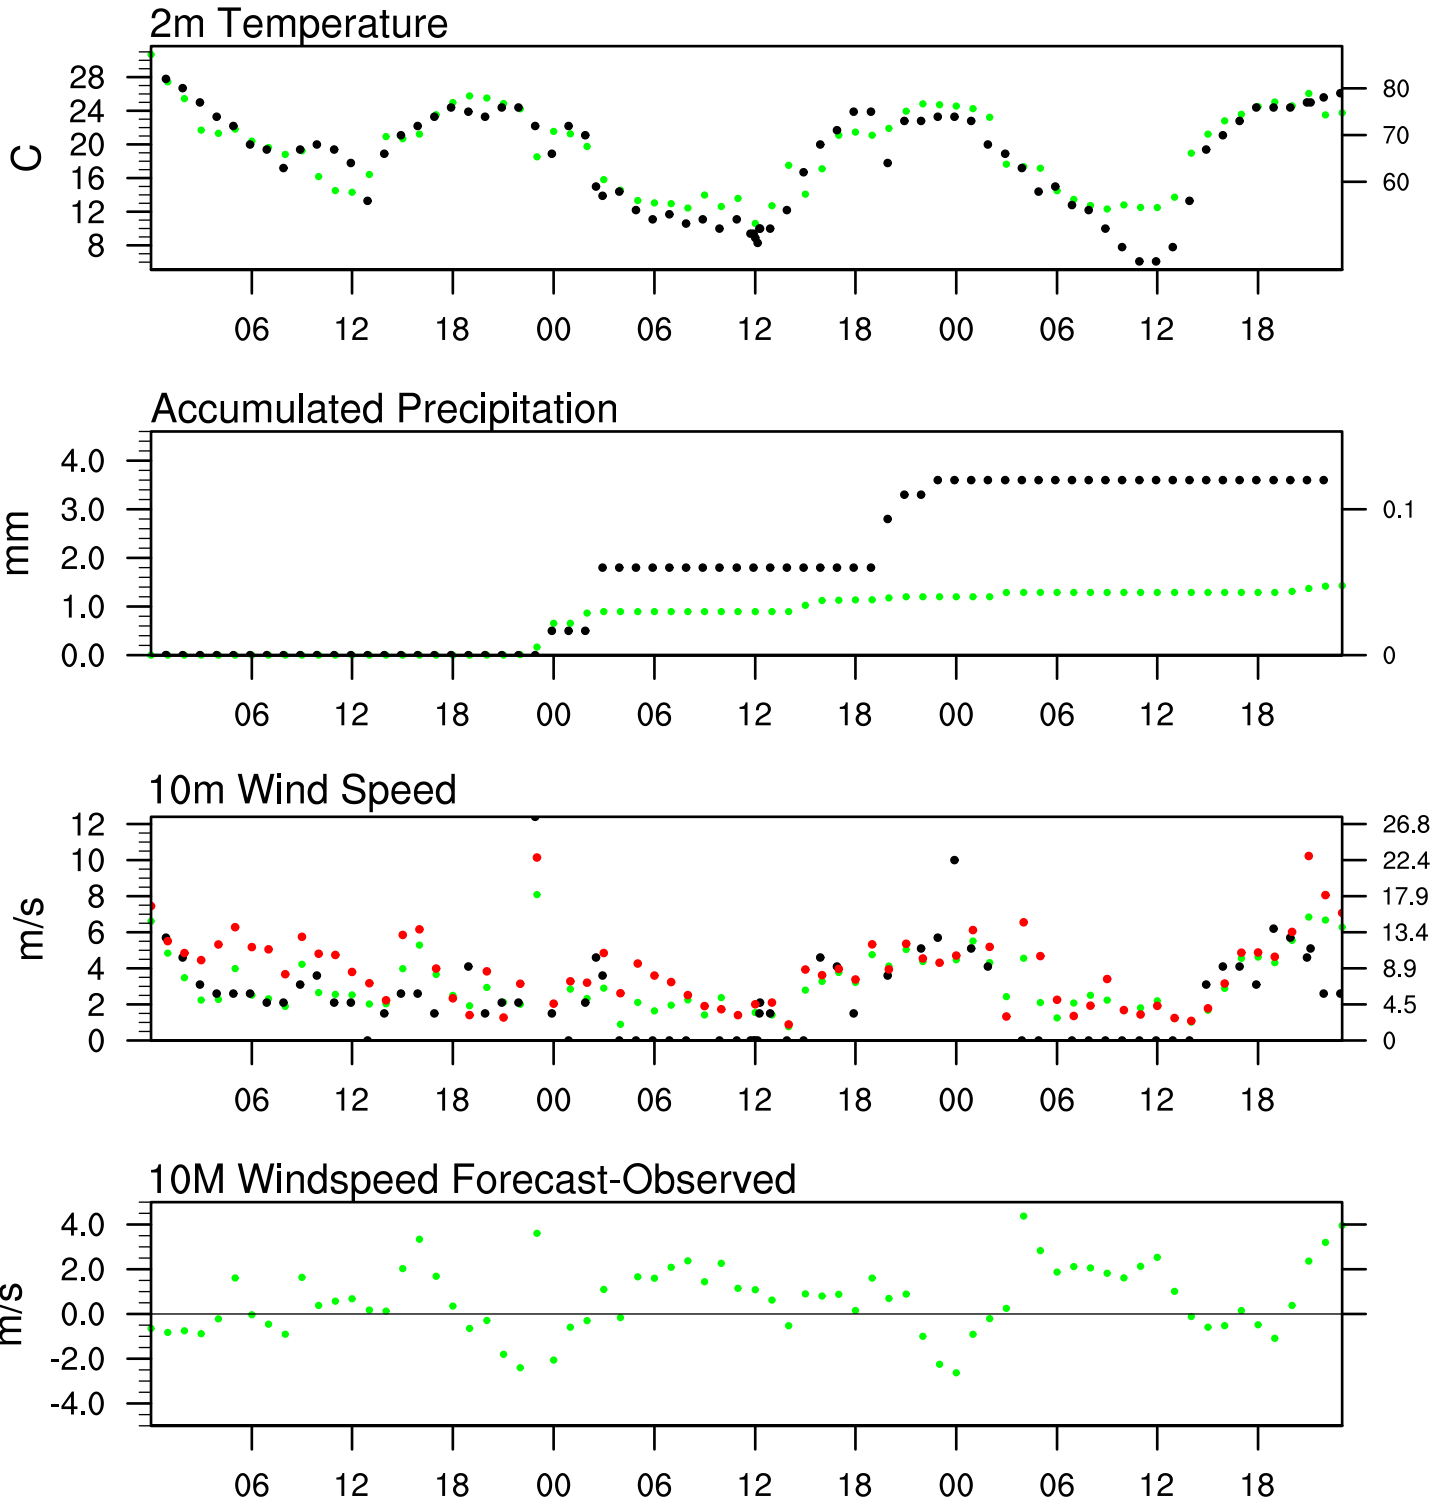 2m Temperature
28
24
20
16
12
8
C
80
70
60
06 12 18 00 06 12 18 00 06 12 18
Accumulated Precipitation
4.0
3.0
2.0
1.0
0.0
mm
0.1
0
06 12 18 00 06 12 18 00 06 12 18
10m Wind Speed
12
10
8
6
4
2
0
m/s
26.8
22.4
17.9
13.4
8.9
4.5
0
06 12 18 00 06 12 18 00 06 12 18
10M Windspeed Forecast-Observed
4.0
2.0
0.0
-2.0
-4.0
m/s
06 12 18 00 06 12 18 00 06 12 18